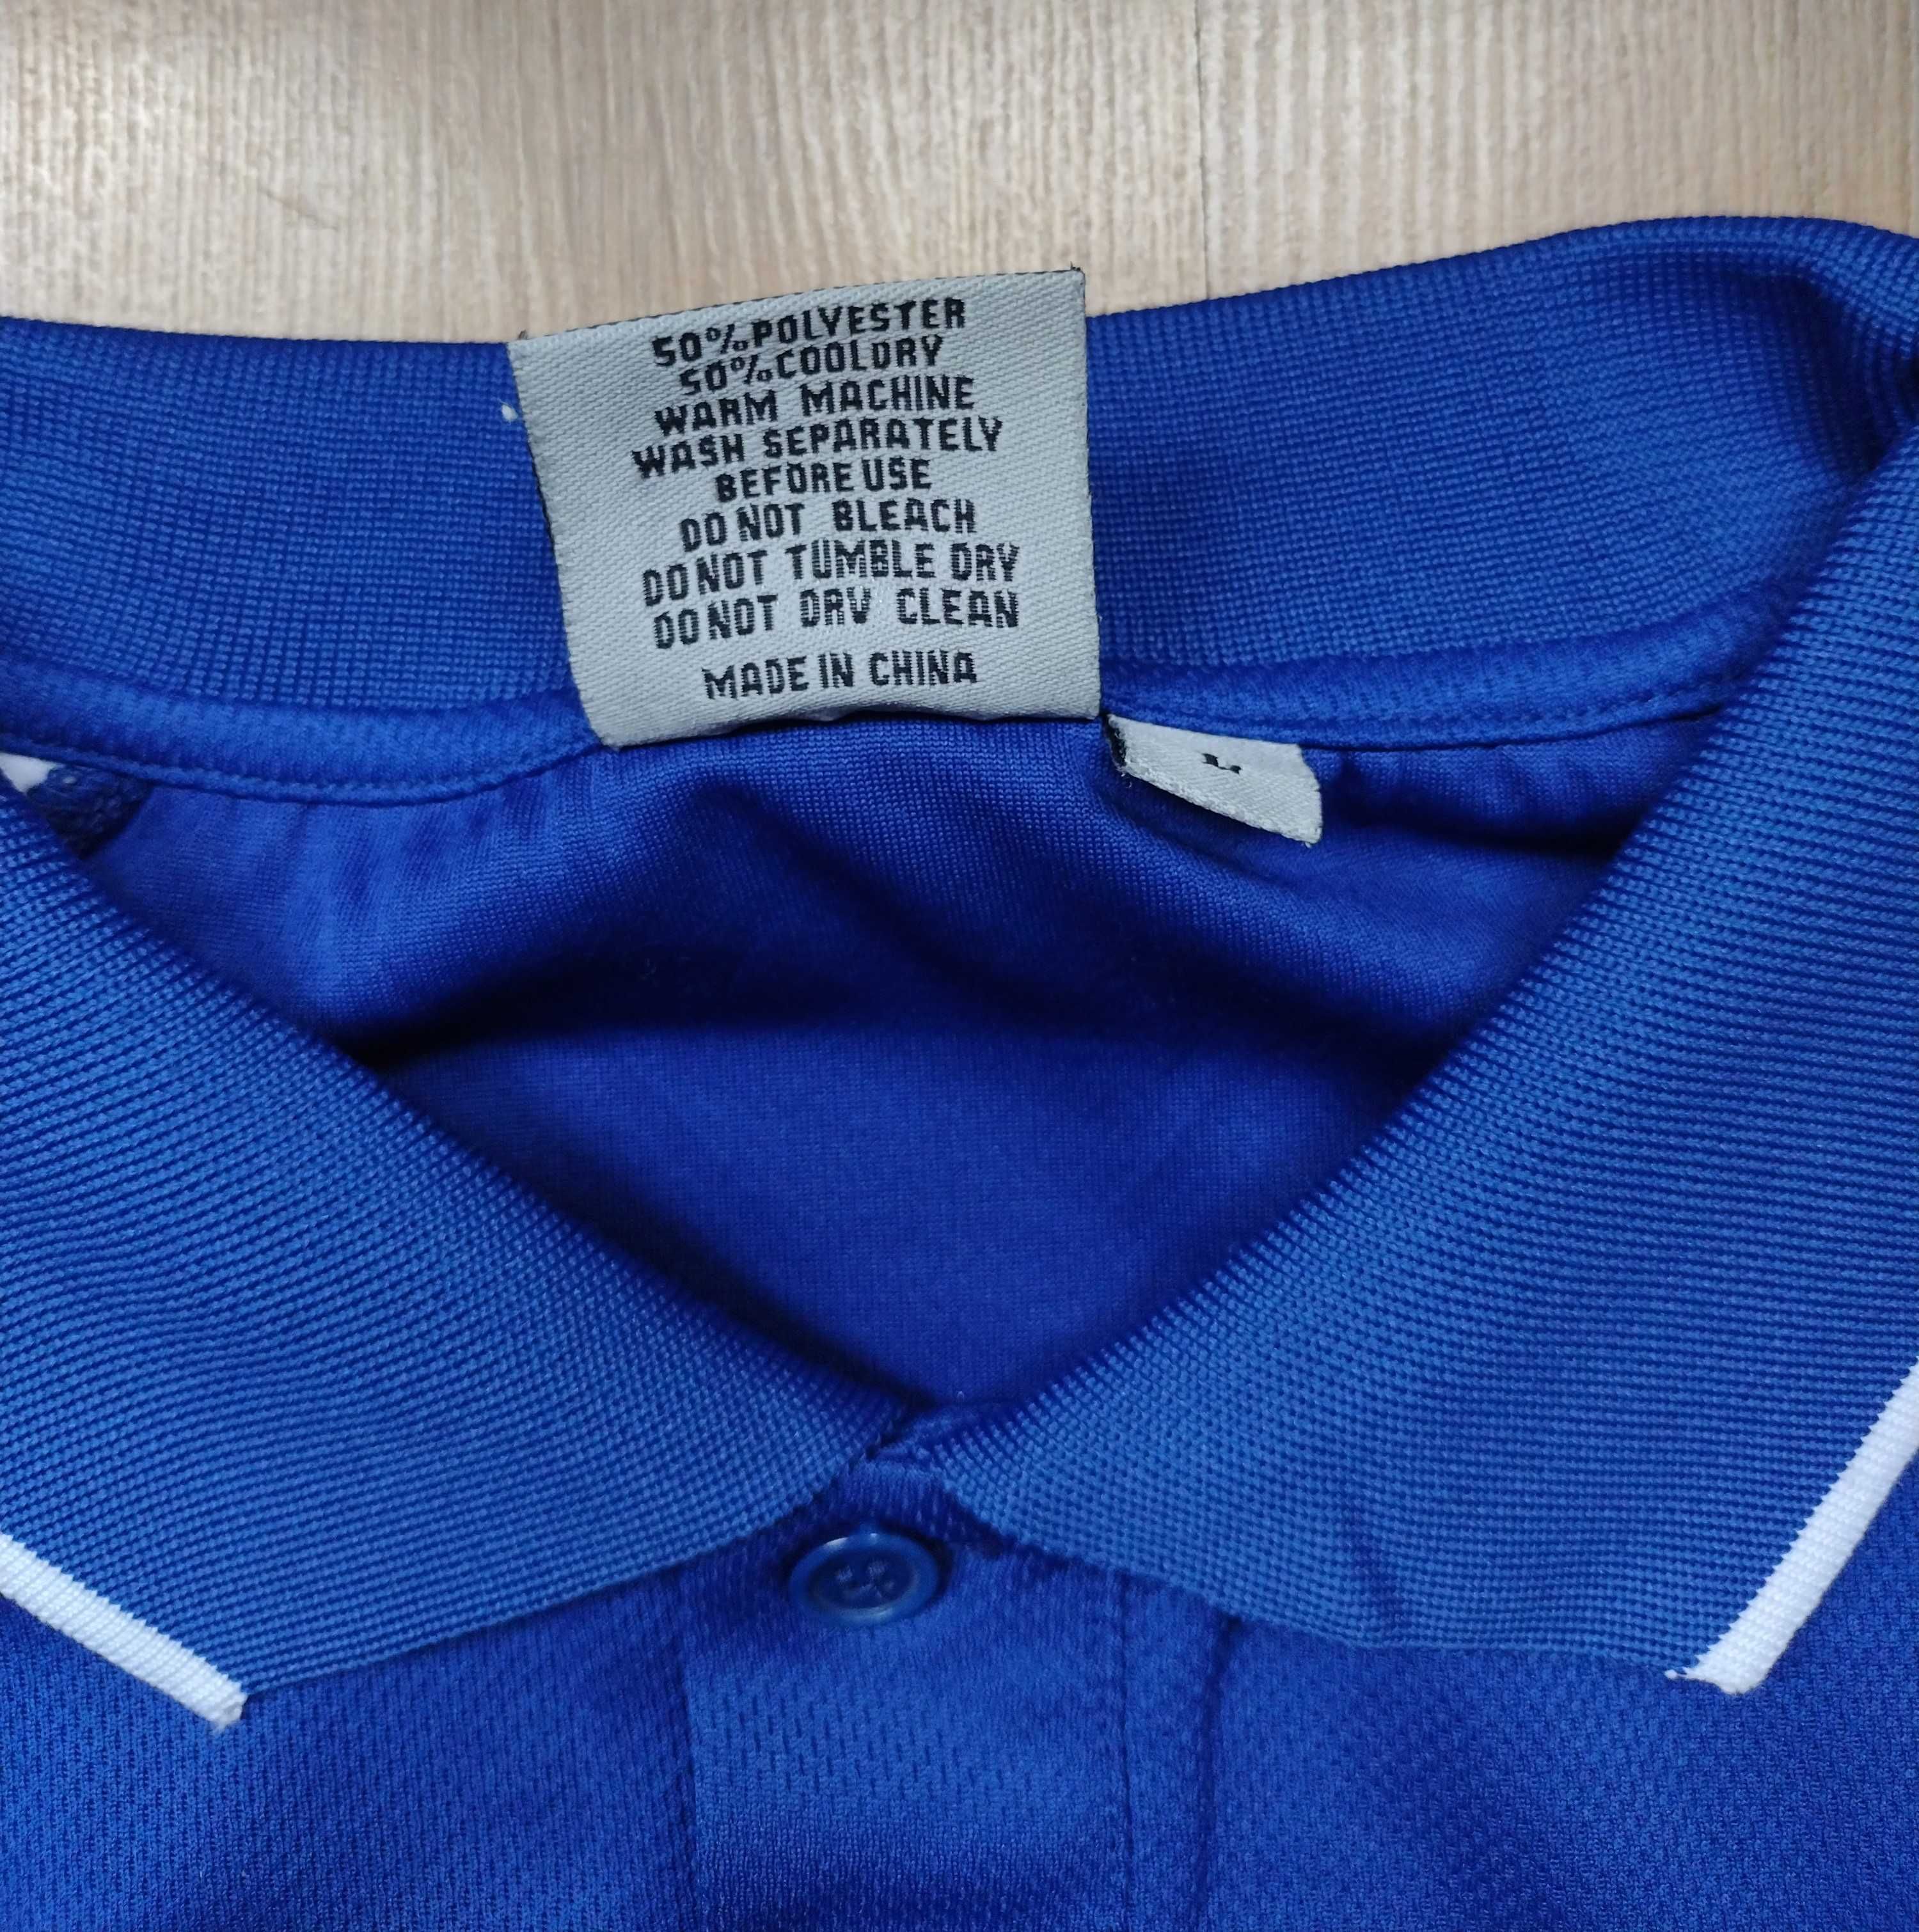 50%POLYESTER
50%COOLDRY
WARM MACHINE
WASH SEPARATELY
BEFORE USE
DO NOT BLEACH
DO NOT TUMBLE DRY
DO NOT DRY CLEAN
MADE IN CHINA
L